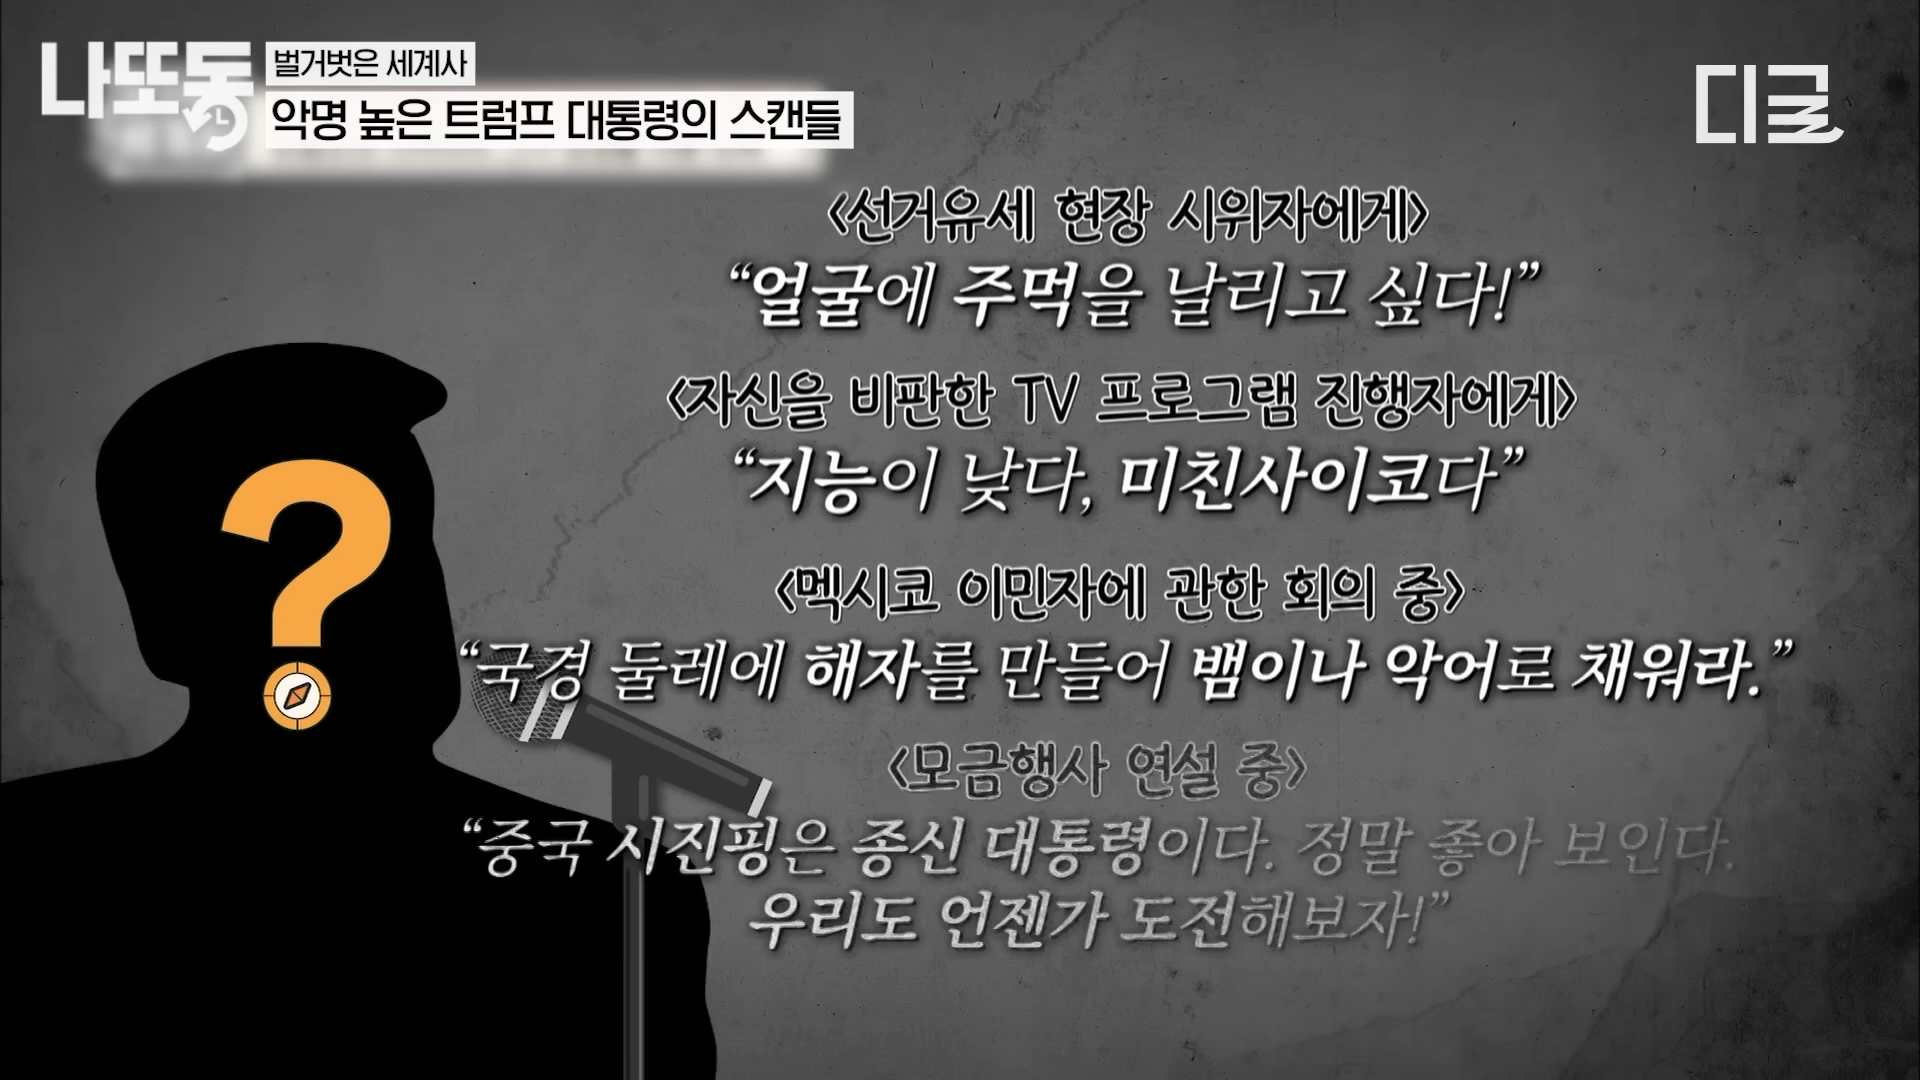 나또동
벌거벗은 세계사
악명 높은 트럼프 대통령의 스캔들
디글
<선거유세 현장 시위자에게>
“얼굴에 주먹을 날리고 싶다!”
<자신을 비판한 TV 프로그램 진행자에게>
“지능이 낮다, 미친사이코다”
<멕시코 이민자에 관한 회의 중>
“국경 둘레에 해자를 만들어 뱀이나 악어로 채워라.”
<모금행사 연설 중>
“중국 시진핑은 종신 대통령이다. 정말 좋아 보인다.
우리도 언젠가 도전해보자!”
?